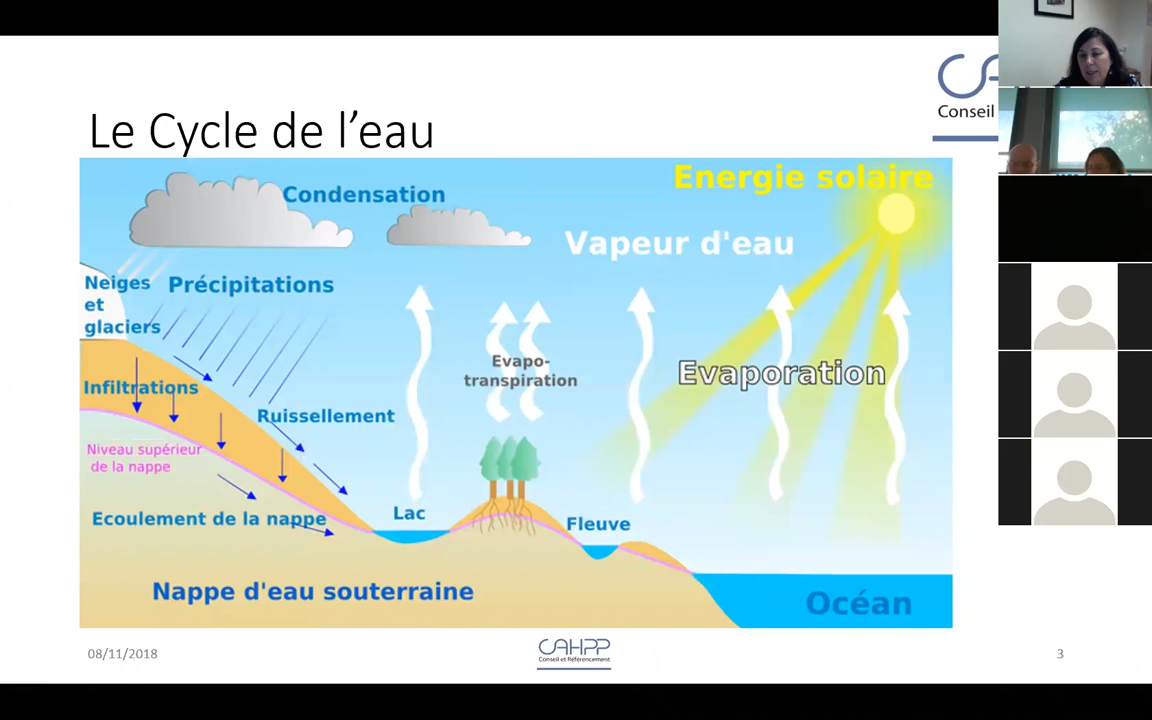 Le Cycle de l’eau
Conseil
Energie solaire
Condensation
Vapeur d'eau
Neiges
et
glaciers
Précipitations
Evapo-
transpiration
Evaporation
Infiltrations
Ruissellement
Niveau supérieur
de la nappe
Ecoulement de la nappe
Lac
Fleuve
Nappe d'eau souterraine
Océan
08/11/2018
CAHPP
Conseil et Référencement
3